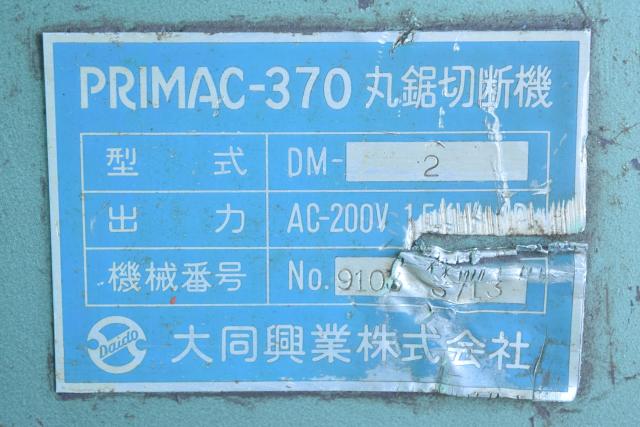 PRIMAC-370 丸鋸切断機
型式 DM-2
出力 AC-200V
機械番号 No.
Daido 大同興業株式会社